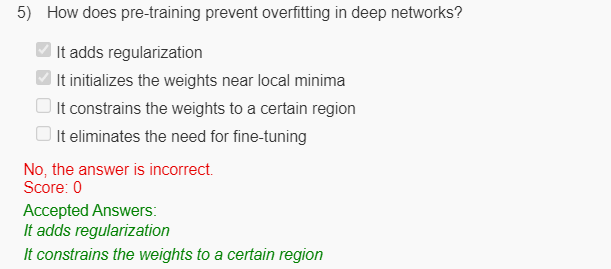 5) How does pre-training prevent overfitting in deep networks?
It adds regularization
It initializes the weights near local minima
It constrains the weights to a certain region
It eliminates the need for fine-tuning
No, the answer is incorrect.
Score: 0
Accepted Answers:
It adds regularization
It constrains the weights to a certain region